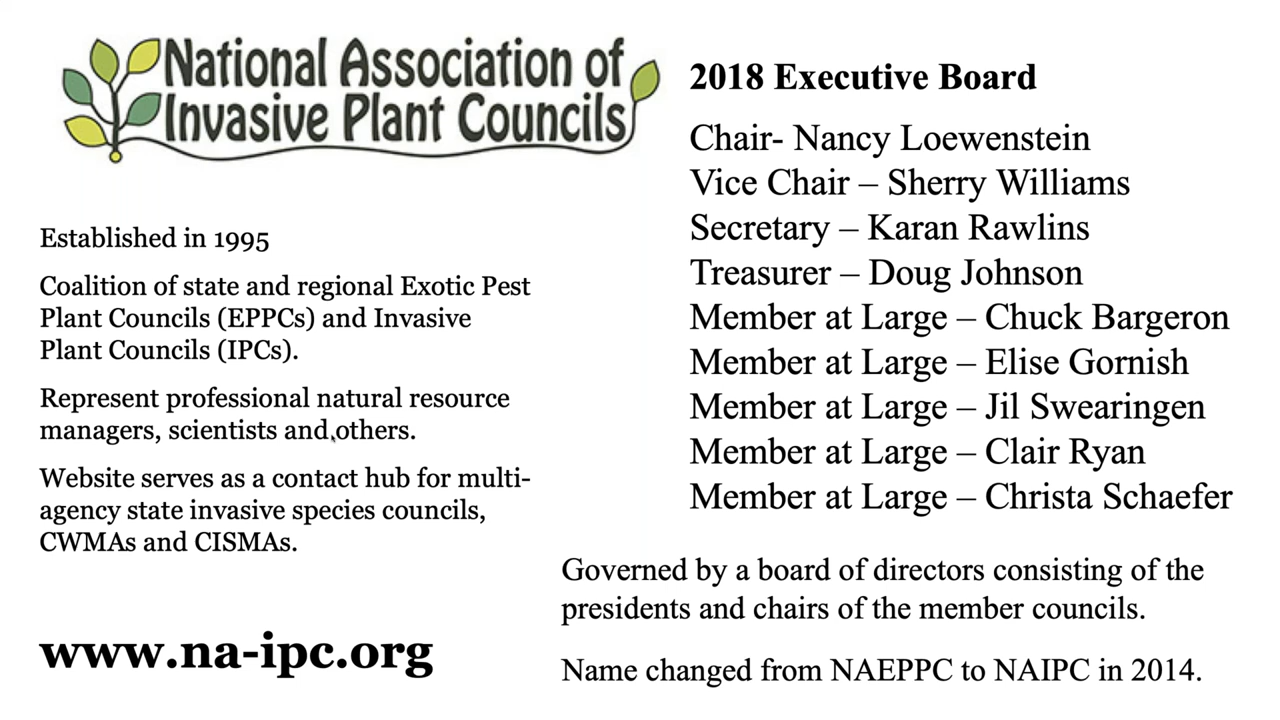 National Association of
Invasive Plant Councils
Established in 1995
Coalition of state and regional Exotic Pest
Plant Councils (EPPCs) and Invasive
Plant Councils (IPCs).
Represent professional natural resource
managers, scientists and others.
Website serves as a contact hub for multi-
agency state invasive species councils,
CWMAs and CISMAs.
www.na-ipc.org
2018 Executive Board
Chair- Nancy Loewenstein
Vice Chair – Sherry Williams
Secretary – Karan Rawlins
Treasurer – Doug Johnson
Member at Large – Chuck Bargeron
Member at Large – Elise Gornish
Member at Large – Jil Swearingen
Member at Large – Clair Ryan
Member at Large – Christa Schaefer
Governed by a board of directors consisting of the
presidents and chairs of the member councils.
Name changed from NAEPPC to NAIPC in 2014.